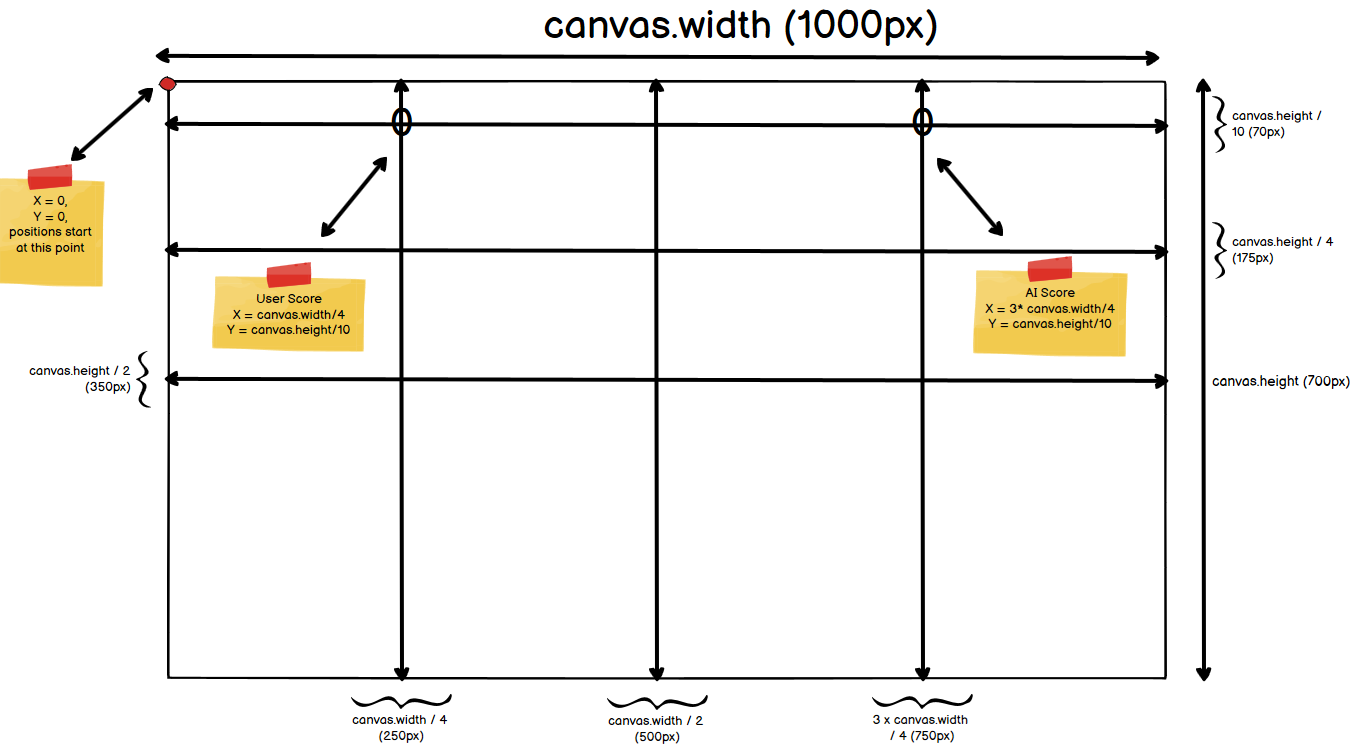 canvas.width (1000px)
0
0
canvas.height /
10 (70px)
X = 0,
Y = 0,
positions start
at this point
canvas.height / 4
(175px)
User Score
X = canvas.width/4
Y = canvas.height/10
AI Score
X = 3* canvas.width/4
Y = canvas.height/10
canvas.height / 2
(350px)
canvas.height (700px)
canvas.width / 4
(250px)
canvas.width / 2
(500px)
3 x canvas.width
/ 4 (750px)